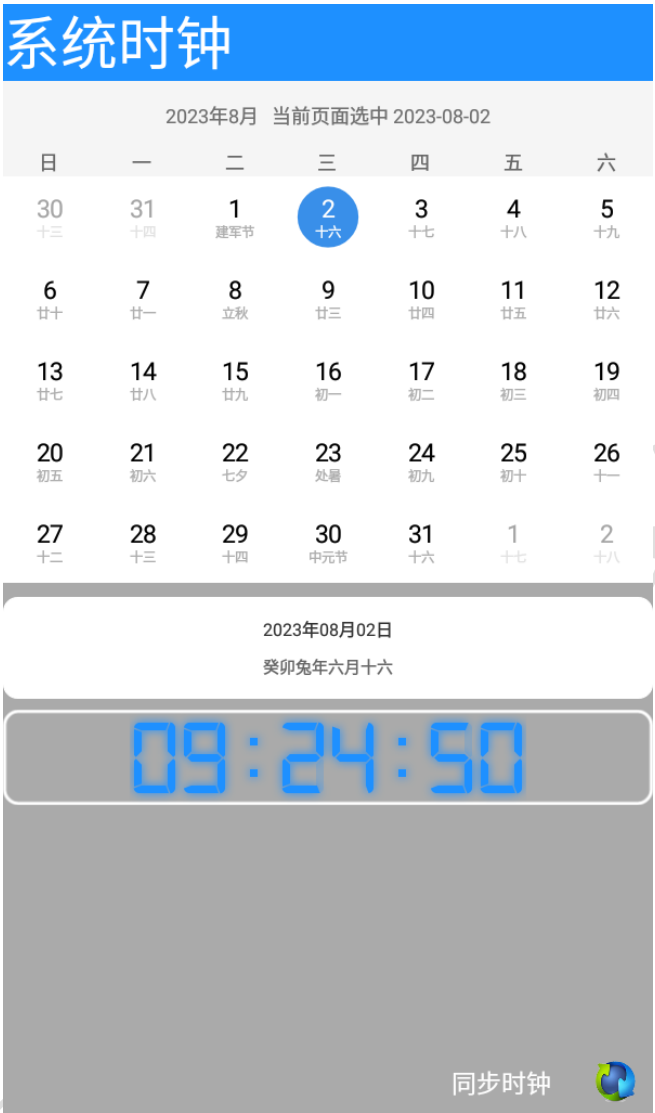 系统时钟
2023年8月 当前页面选中 2023-08-02
日 一 二 三 四 五 六
30 31 1 2 3 4 5
十三 十四 建军节 十六 十七 十八 十九
6 7 8 9 10 11 12
廿十 廿一 立秋 廿三 廿四 廿五 廿六
13 14 15 16 17 18 19
廿七 廿八 廿九 初一 初二 初三 初四
20 21 22 23 24 25 26
初五 初六 七夕 处暑 初九 初十 十一
27 28 29 30 31 1 2
十二 十三 十四 中元节 十六 十七 十八
2023年08月02日
癸卯兔年六月十六
09:24:50
同步时钟